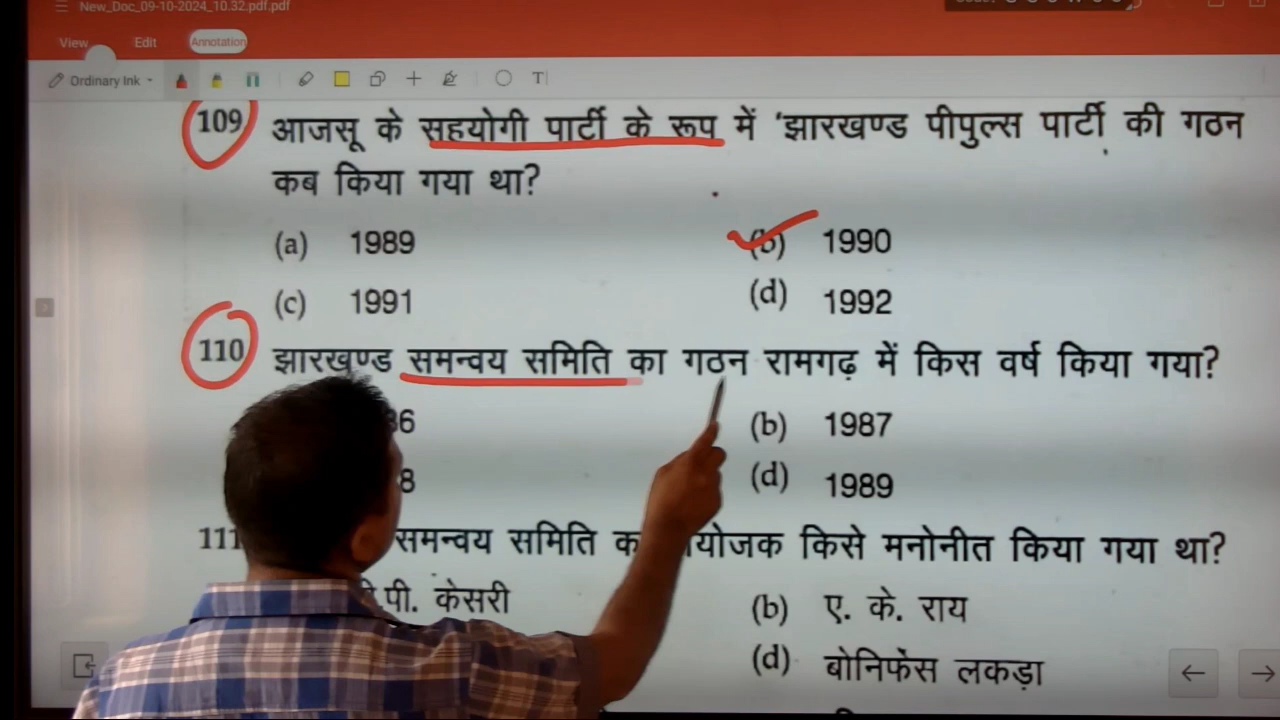 New_Doc_09-10-2024_10.32.pdf.pdf
View Edit Annotation
Ordinary Ink T
109 आजसू के सहयोगी पार्टी के रूप में 'झारखण्ड पीपुल्स पार्टी की गठन
कब किया गया था?
(a) 1989 (b) 1990
(c) 1991 (d) 1992
110 झारखण्ड समन्वय समिति का गठन रामगढ़ में किस वर्ष किया गया?
(b) 1987
(d) 1989
111 समन्वय समिति किसे मनोनीत किया गया था?
केसरी (b) ए. के. राय
(d) बोनिफेंस लकड़ा